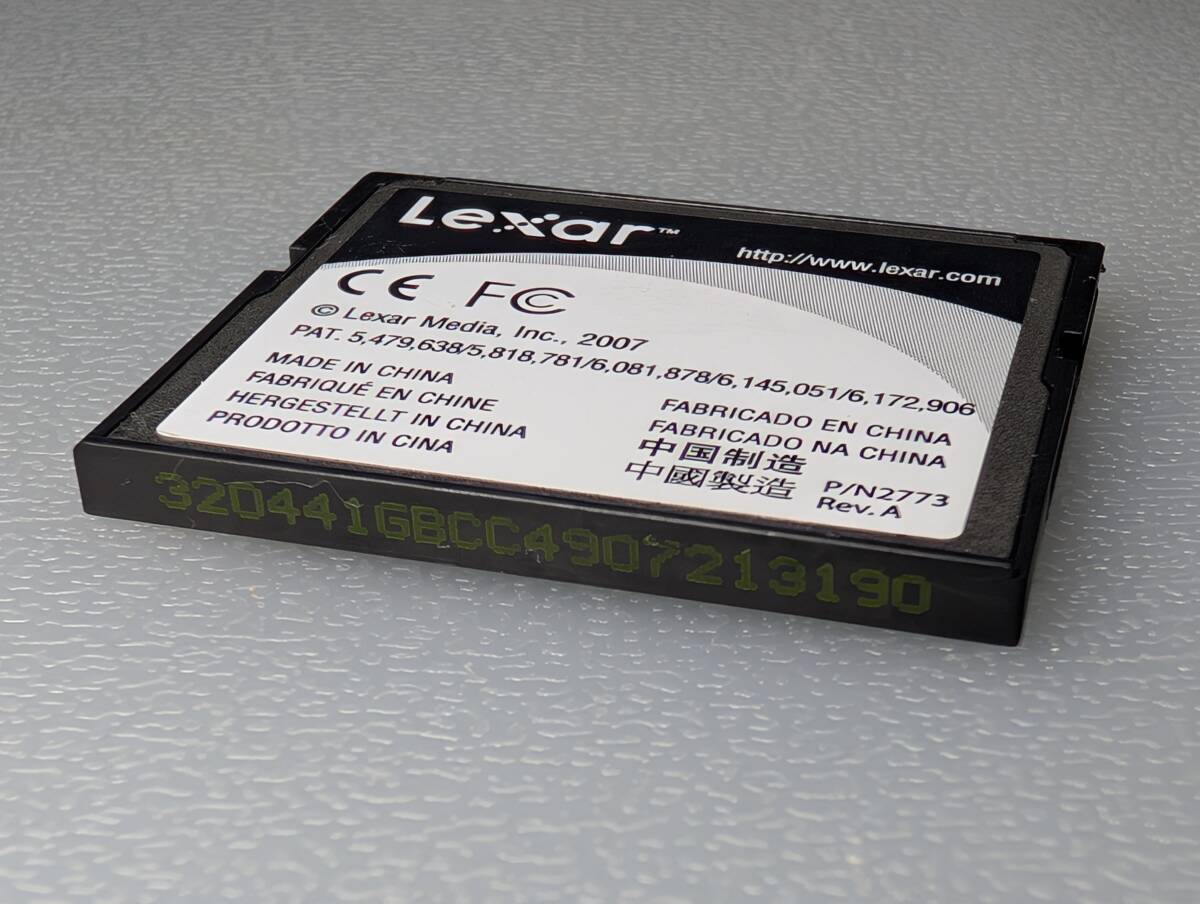 Lexar™
http://www.lexar.com
CE FC
© Lexar Media, Inc., 2007
PAT. 5,479,638/5,818,781/6,081,878/6,145,051/6,172,906
MADE IN CHINA
FABRIQUÉ EN CHINE
HERGESTELLT IN CHINA
PRODOTTO IN CINA
FABRICADO EN CHINA
FABRICADO NA CHINA
中国制造
中國製造
P/N2773
Rev. A
32D441GBCC4907213190